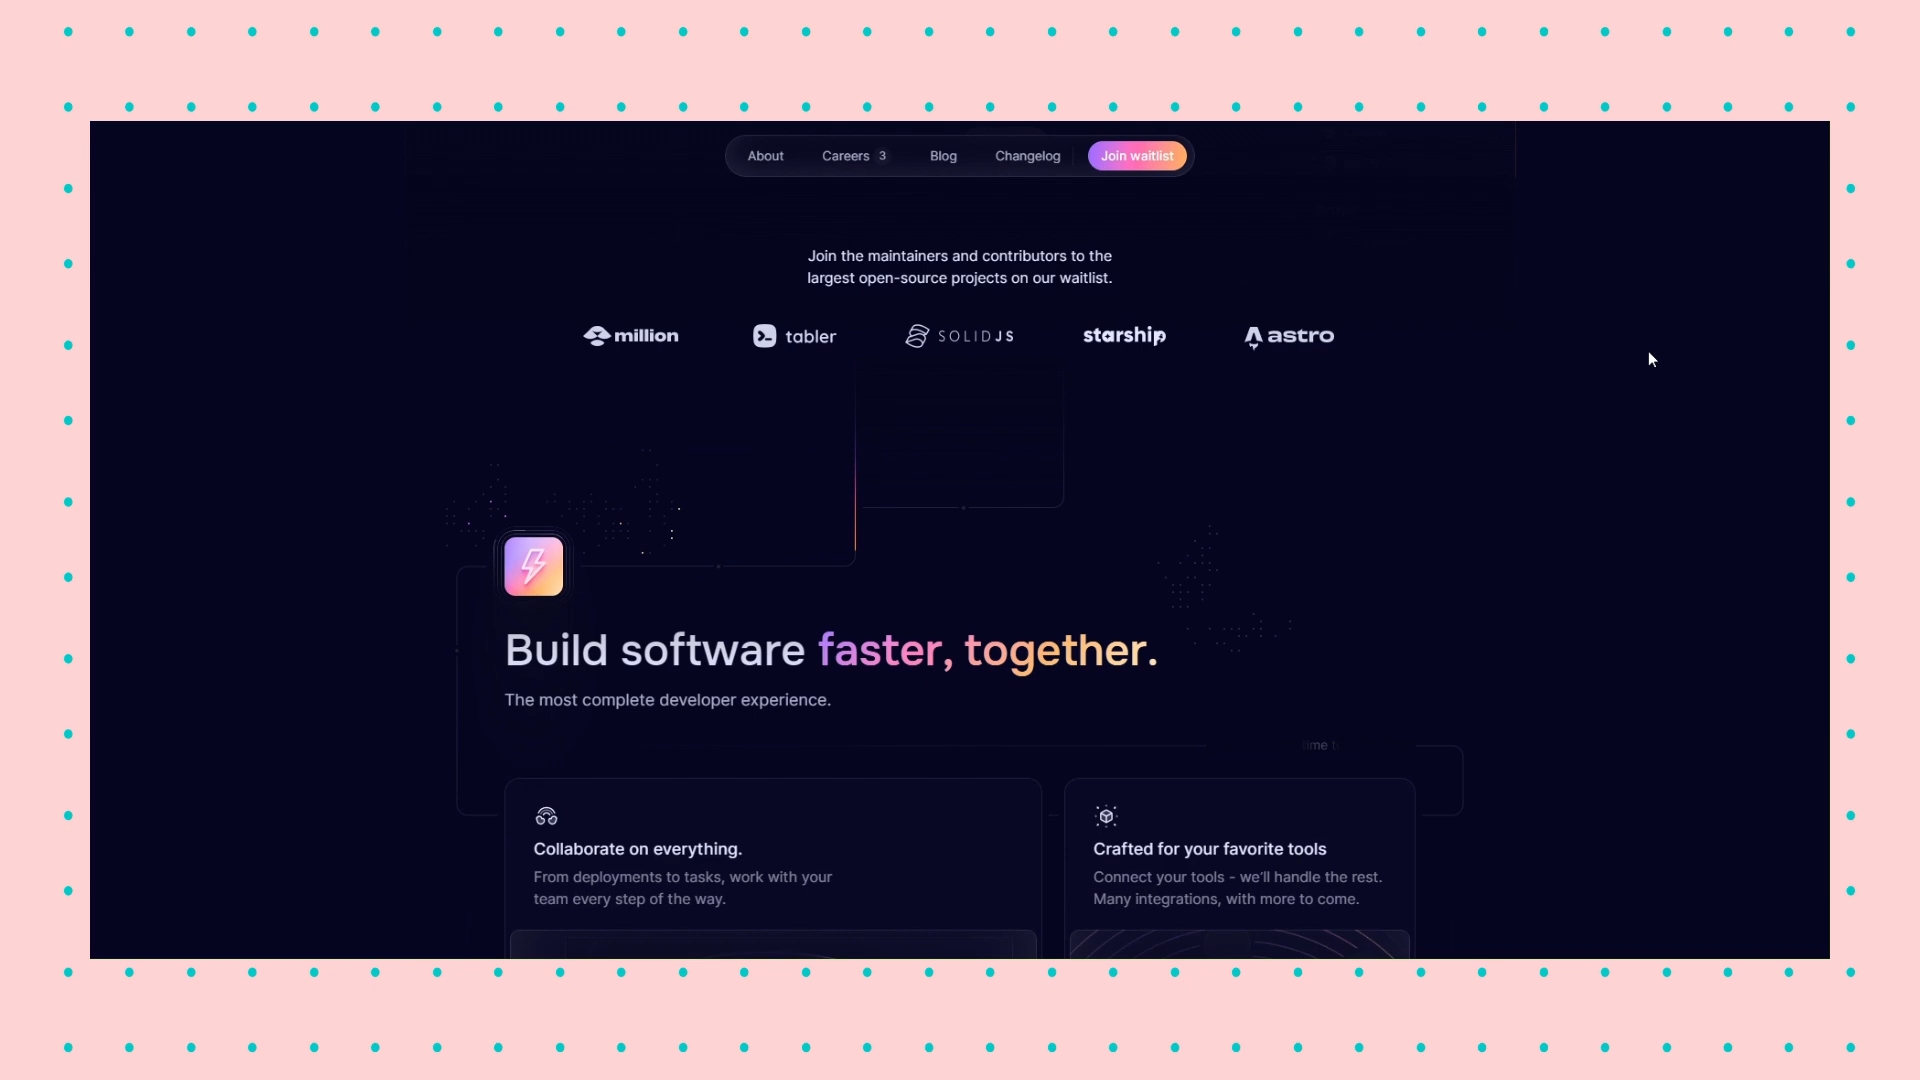 About Careers 3 Blog Changelog Join waitlist
Join the maintainers and contributors to the
largest open-source projects on our waitlist.
million tabler SOLIDJS starship astro
Build software faster, together.
The most complete developer experience.
time t
Collaborate on everything.
From deployments to tasks, work with your
team every step of the way.
Crafted for your favorite tools
Connect your tools - we'll handle the rest.
Many integrations, with more to come.